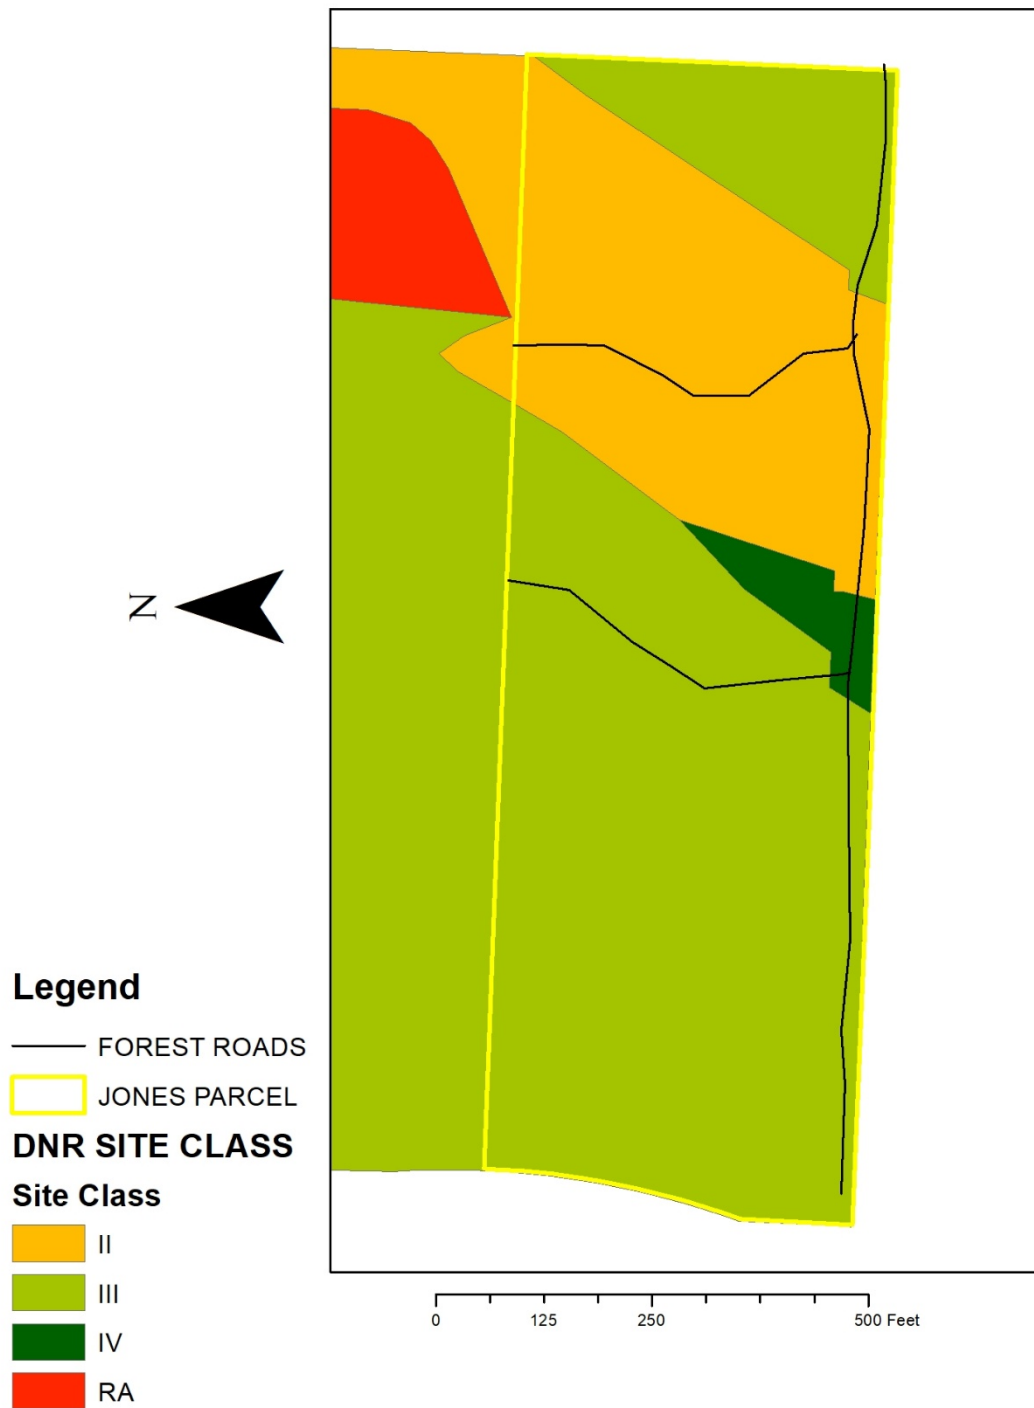 N
Legend
FOREST ROADS
JONES PARCEL
DNR SITE CLASS
Site Class
II
III
IV
RA
0 125 250 500 Feet